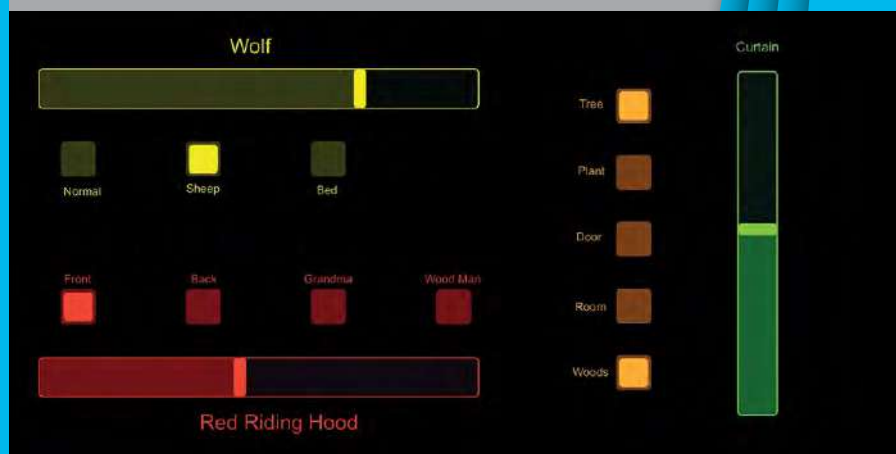 Wolf
Normal
Sheep
Bed
Front
Back
Grandma
Wood Man
Red Riding Hood
Tree
Plant
Door
Room
Woods
Curtain